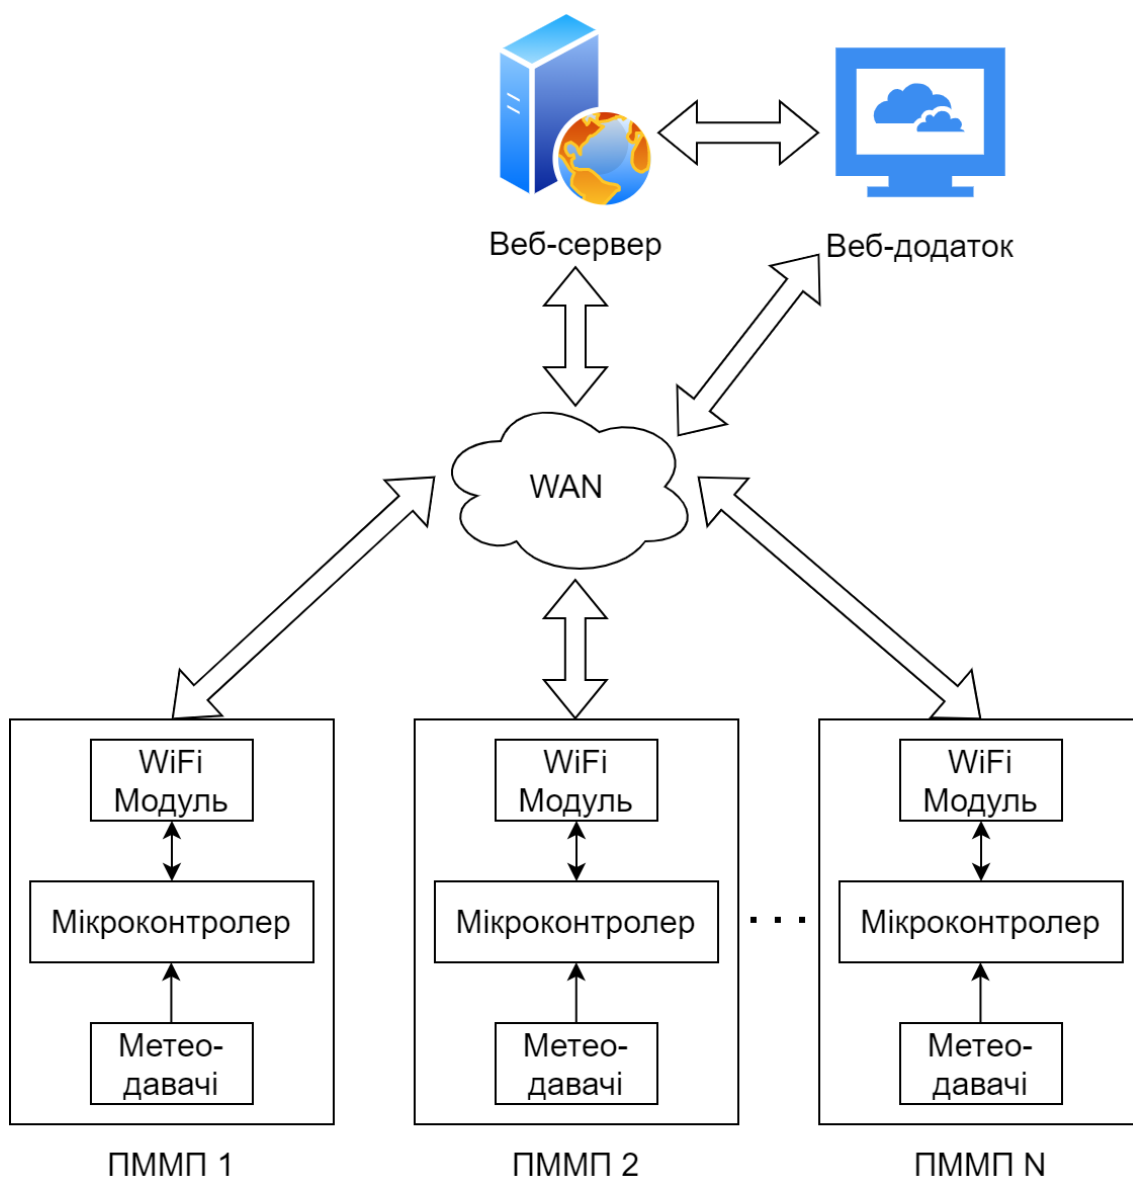 Веб-сервер
Веб-додаток
WAN
WiFi
Модуль
Мікроконтролер
Метео-
давачі
ПММП 1
WiFi
Модуль
Мікроконтролер
Метео-
давачі
ПММП 2
. . .
WiFi
Модуль
Мікроконтролер
Метео-
давачі
ПММП N